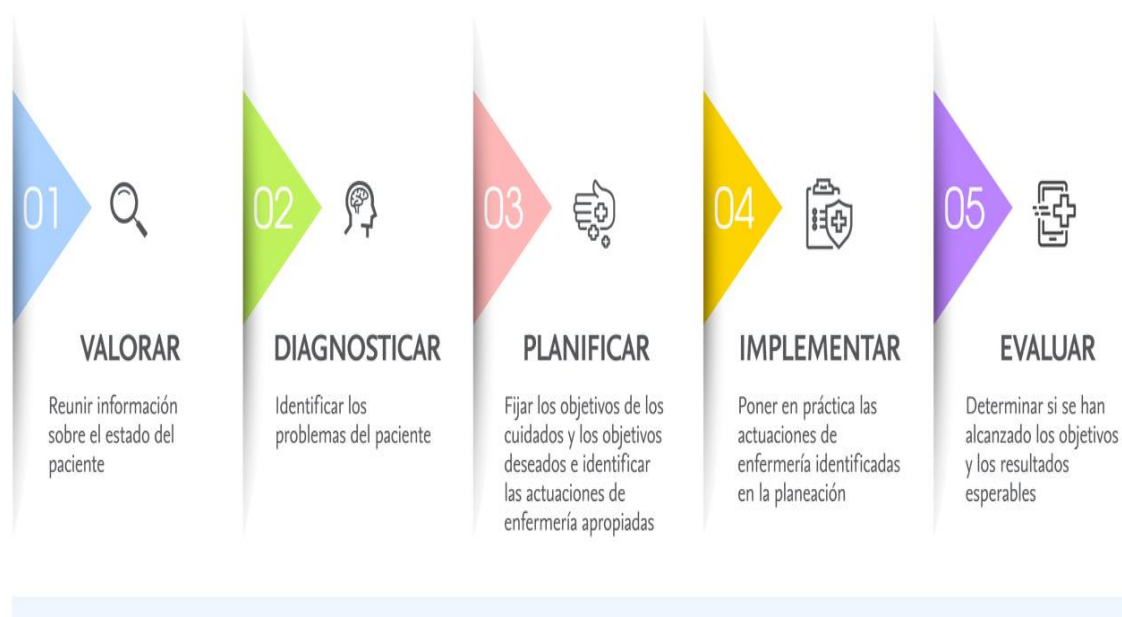 01
VALORAR
Reunir información
sobre el estado del
paciente
02
DIAGNOSTICAR
Identificar los
problemas del paciente
03
PLANIFICAR
Fijar los objetivos de los
cuidados y los objetivos
deseados e identificar
las actuaciones de
enfermería apropiadas
04
IMPLEMENTAR
Poner en práctica las
actuaciones de
enfermería identificadas
en la planeación
05
EVALUAR
Determinar si se han
alcanzado los objetivos
y los resultados
esperables